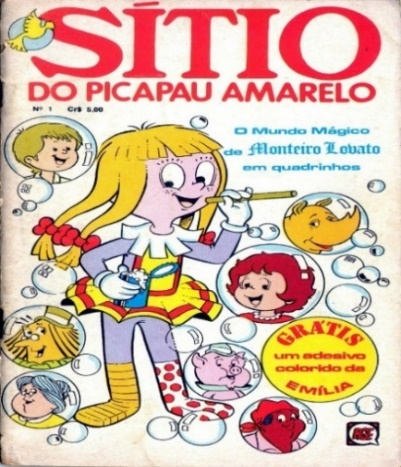 SÍTIO
DO PICAPAU AMARELO
Nº 1 Cr$ 5,00
O Mundo Mágico
de Monteiro Lobato
em quadrinhos
GRÁTIS
um adesivo
colorido da
EMÍLIA